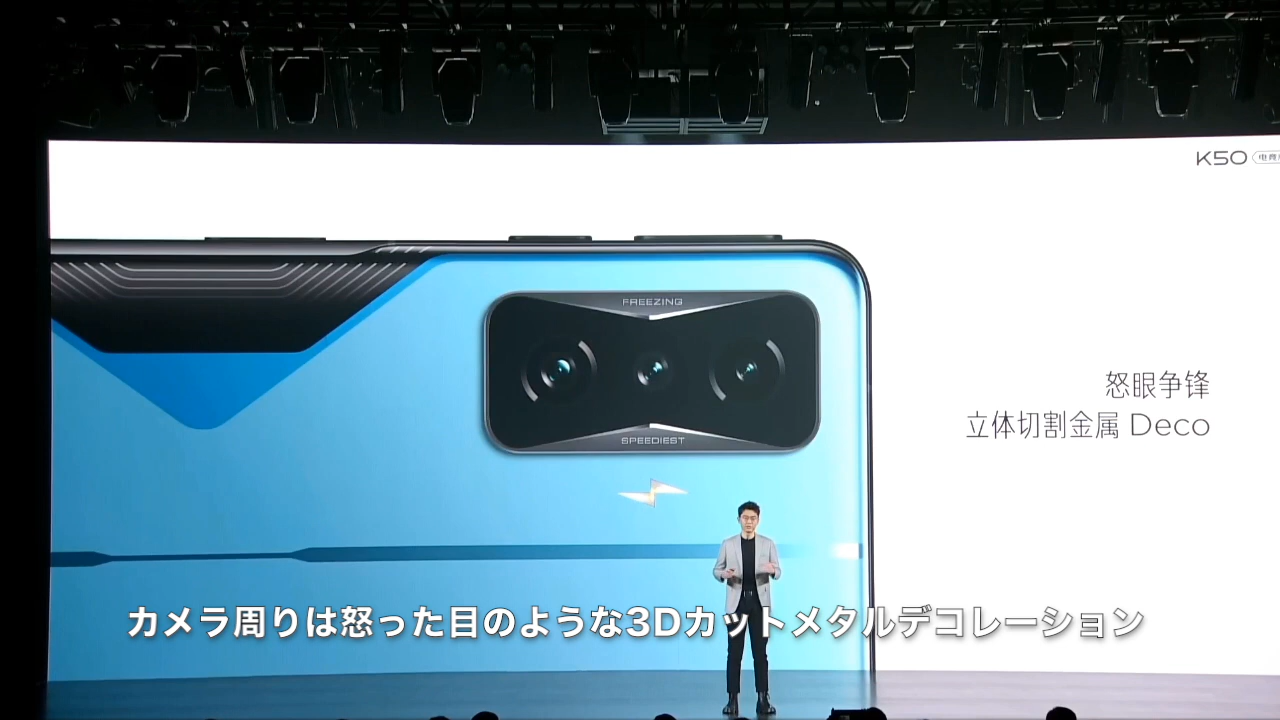 K50
FREEZING
SPEEDIEST
怒眼争锋
立体切割金属 Deco
カメラ周りは怒った目のような3Dカットメタルデコレーション